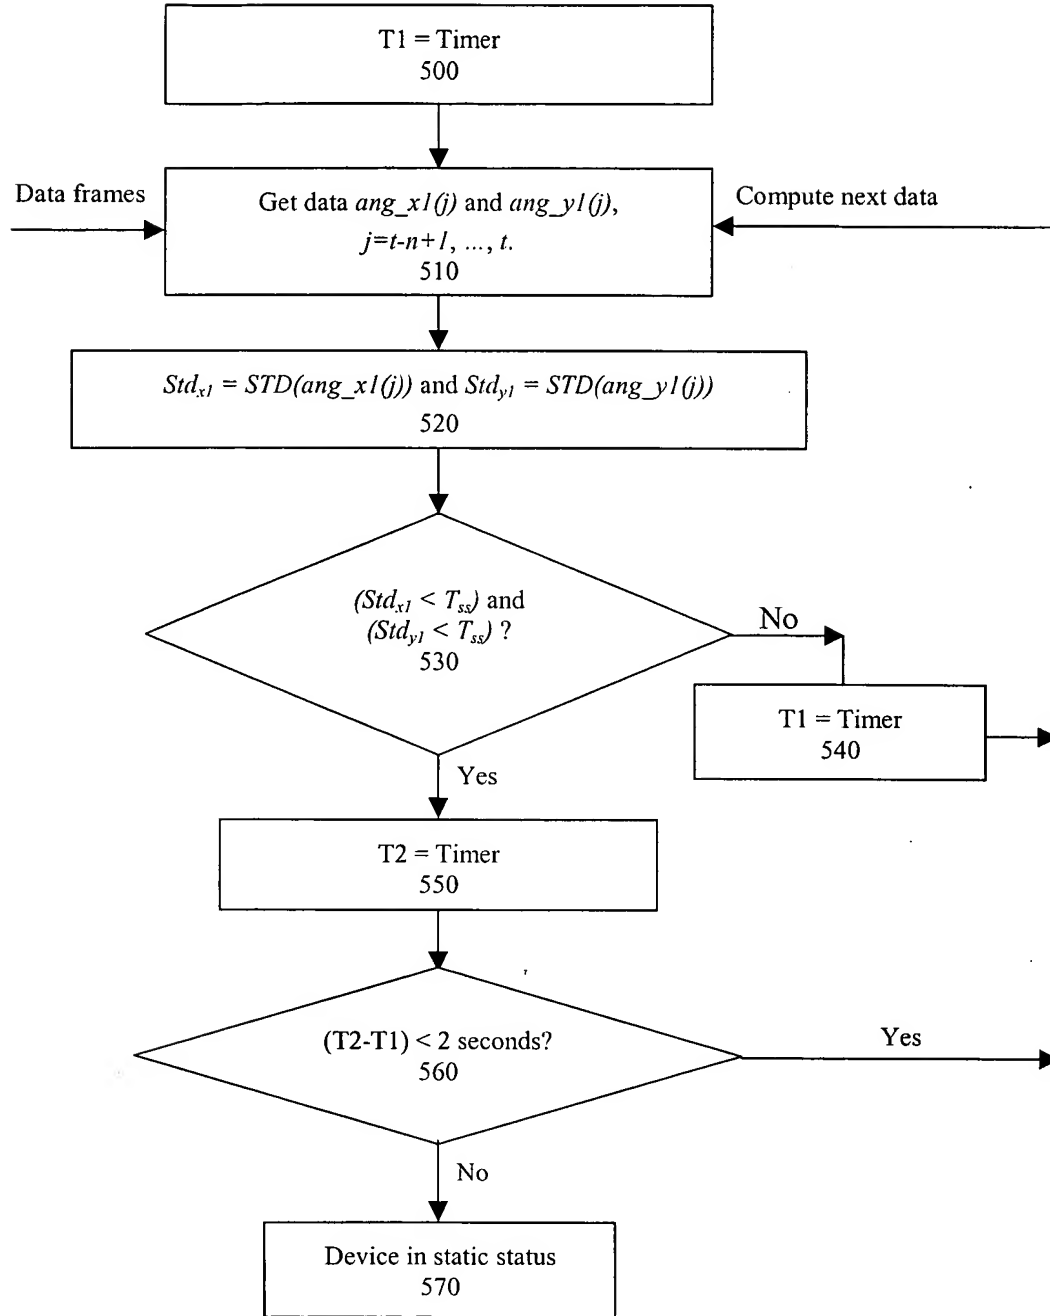 T1 = Timer
500
Data frames
Get data ang_x1(j) and ang_y1(j),
j=t-n+1, ..., t.
510
Compute next data
Std_x1 = STD(ang_x1(j)) and Std_y1 = STD(ang_y1(j))
520
(Std_x1 < T_ss) and
(Std_y1 < T_ss) ?
530
No
T1 = Timer
540
Yes
T2 = Timer
550
(T2-T1) < 2 seconds?
560
Yes
No
Device in static status
570